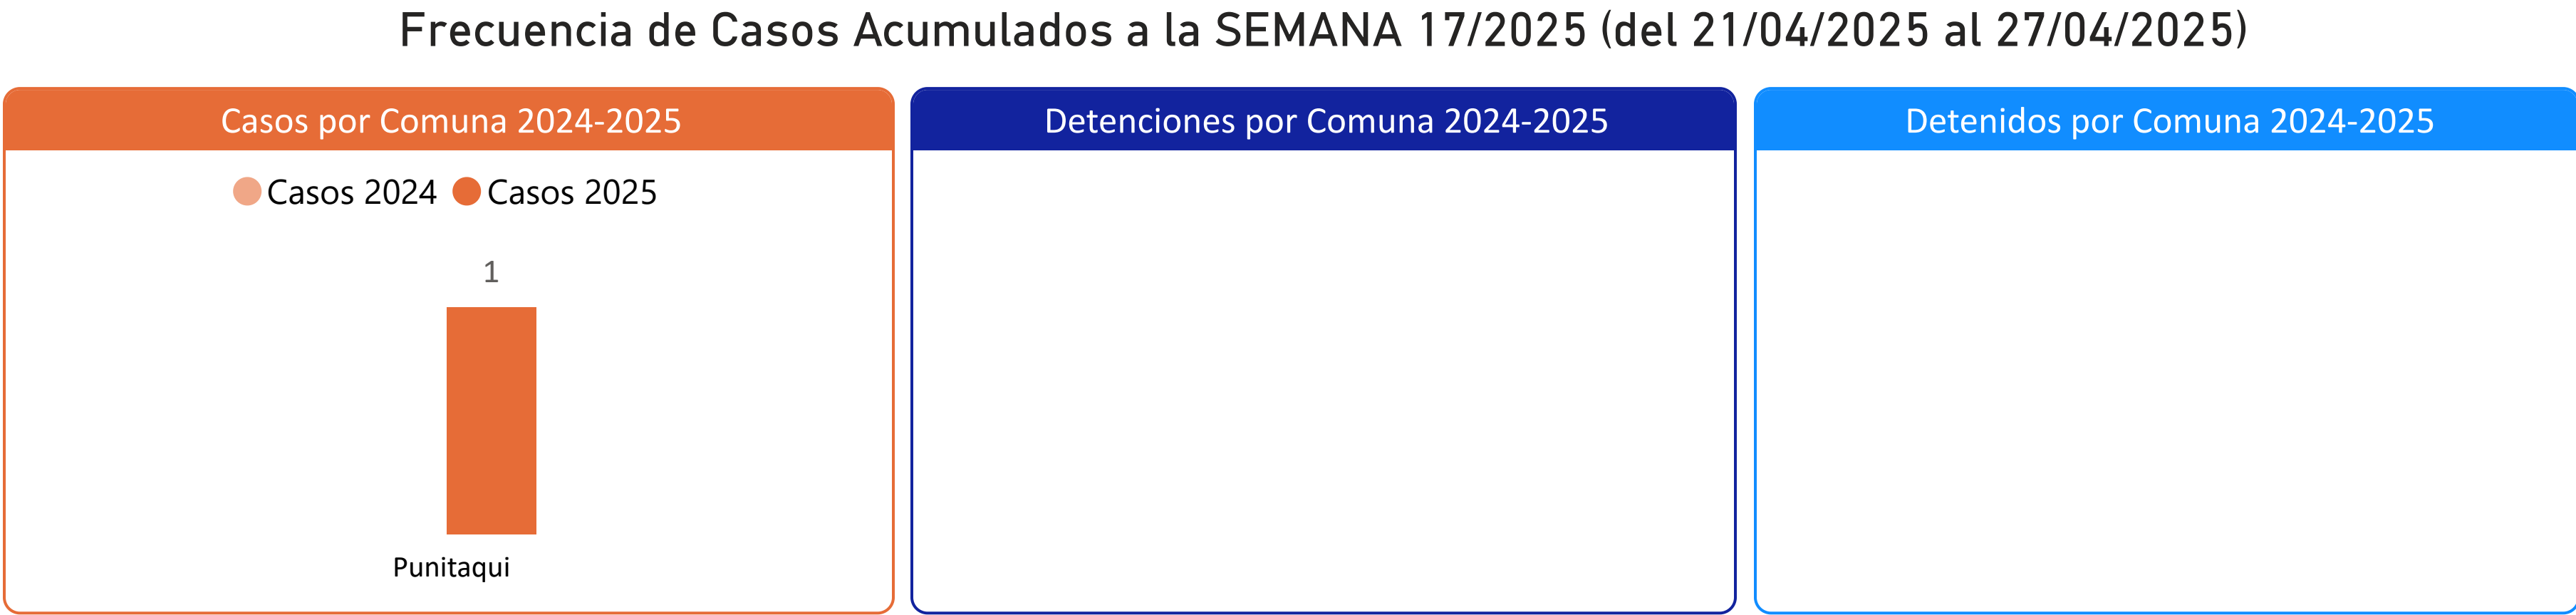 Frecuencia de Casos Acumulados a la SEMANA 17/2025 (del 21/04/2025 al 27/04/2025)
Casos por Comuna 2024-2025
Casos 2024 Casos 2025
1
Punitaqui
Detenciones por Comuna 2024-2025
Detenidos por Comuna 2024-2025